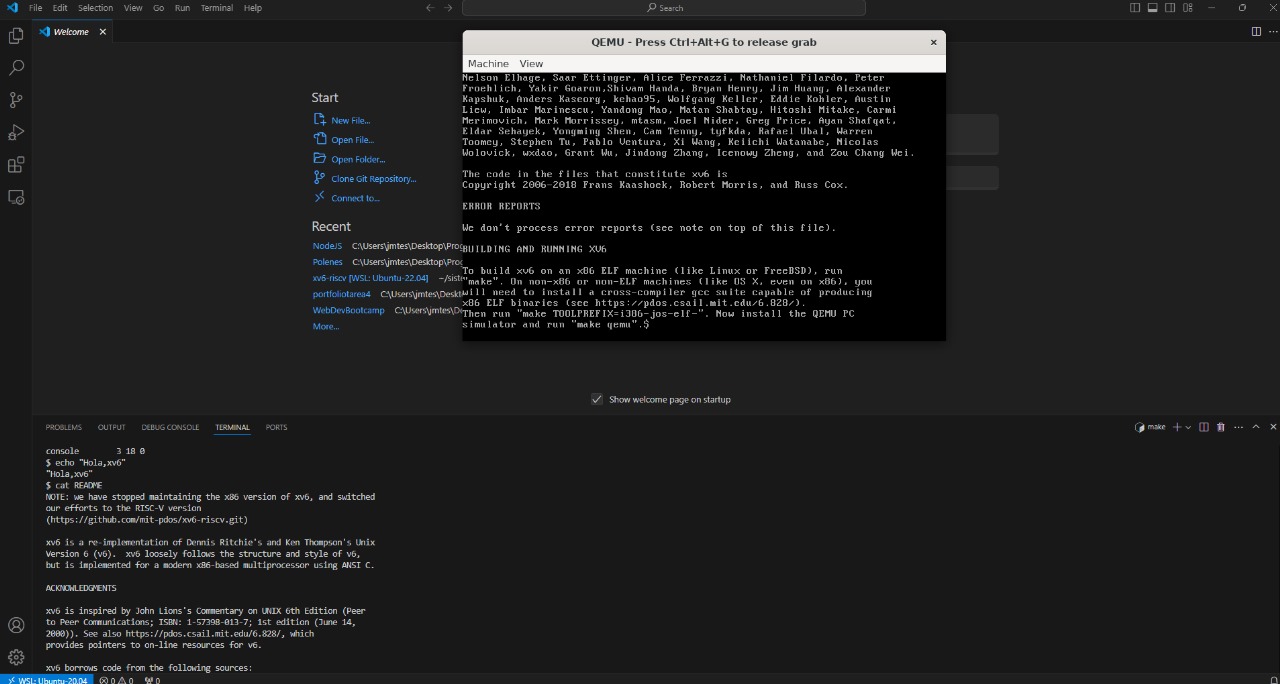 File Edit Selection View Go Run Terminal Help
Search
Welcome
QEMU - Press Ctrl+Alt+G to release grab
Machine View
Nelson Elhage, Saar Ettinger, Alice Ferrazzi, Nathaniel Filardo, Peter
Froehlich, Yakir Goaron,Shivam Handa, Bryan Henry, Jim Huang, Alexander
Kapshuk, Anders Kaseorg, kehao95, Wolfgang Keller, Eddie Kohler, Austin
Liew, Imbar Marinescu, Yandong Mao, Matan Shabtay, Hitoshi Mitake, Carmi
Merimovich, Mark Morrissey, mtasm, Joel Nider, Greg Price, Ayan Shafqat,
Eldar Sehayek, Yongming Shen, Cam Tenny, tyfkda, Rafael Ubal, Warren
Toomey, Stephen Tu, Pablo Ventura, Xi Wang, Keiichi Watanabe, Nicolas
Wolovick, wxdao, Grant Wu, Jindong Zhang, Icenowy Zheng, and Zou Chang Wei.
The code in the files that constitute xv6 is
Copyright 2006-2018 Frans Kaashoek, Robert Morris, and Russ Cox.
ERROR REPORTS
We don't process error reports (see note on top of this file).
BUILDING AND RUNNING XV6
To build xv6 on an x86 ELF machine (like Linux or FreeBSD), run
"make". On non-x86 or non-ELF machines (like OS X, even on x86), you
will need to install a cross-compiler gcc suite capable of producing
x86 ELF binaries (see https://pdos.csail.mit.edu/6.828/).
Then run "make TOOLPREFIX=i386-jos-elf-". Now install the QEMU PC
simulator and run "make qemu".$
Start
New File...
Open File...
Open Folder...
Clone Git Repository...
Connect to...
Recent
NodeJS C:\Users\jmtes\Desktop\Prog
Polenes C:\Users\jmtes\Desktop\Prog
xv6-riscv [WSL: Ubuntu-22.04] ~/siste
portfoliotarea4 C:\Users\jmtes\Deskt
WebDevBootcamp C:\Users\jmtes\De
More...
Show welcome page on startup
PROBLEMS OUTPUT DEBUG CONSOLE TERMINAL PORTS
make
console 3 18 0
$ echo "Hola,xv6"
"Hola,xv6"
$ cat README
NOTE: we have stopped maintaining the x86 version of xv6, and switched
our efforts to the RISC-V version
(https://github.com/mit-pdos/xv6-riscv.git)
xv6 is a re-implementation of Dennis Ritchie's and Ken Thompson's Unix
Version 6 (v6). xv6 loosely follows the structure and style of v6,
but is implemented for a modern x86-based multiprocessor using ANSI C.
ACKNOWLEDGMENTS
xv6 is inspired by John Lions's Commentary on UNIX 6th Edition (Peer
to Peer Communications; ISBN: 1-57398-013-7; 1st edition (June 14,
2000)). See also https://pdos.csail.mit.edu/6.828/, which
provides pointers to on-line resources for v6.
xv6 borrows code from the following sources:
WSL: Ubuntu-20.04 0 0 0